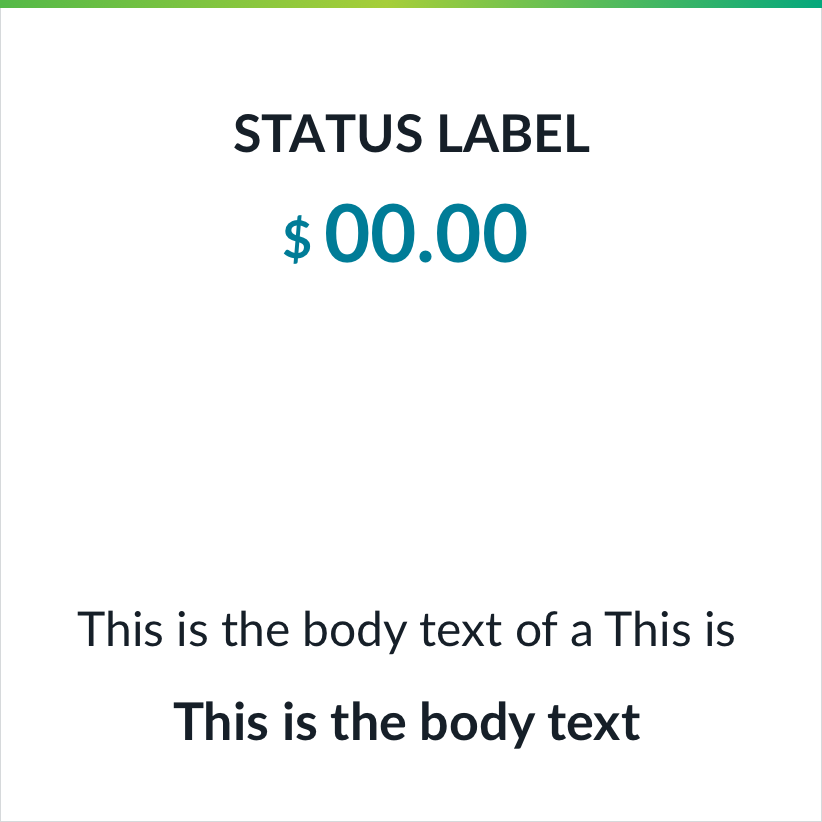 STATUS LABEL
$ 00.00
This is the body text of a This is
This is the body text